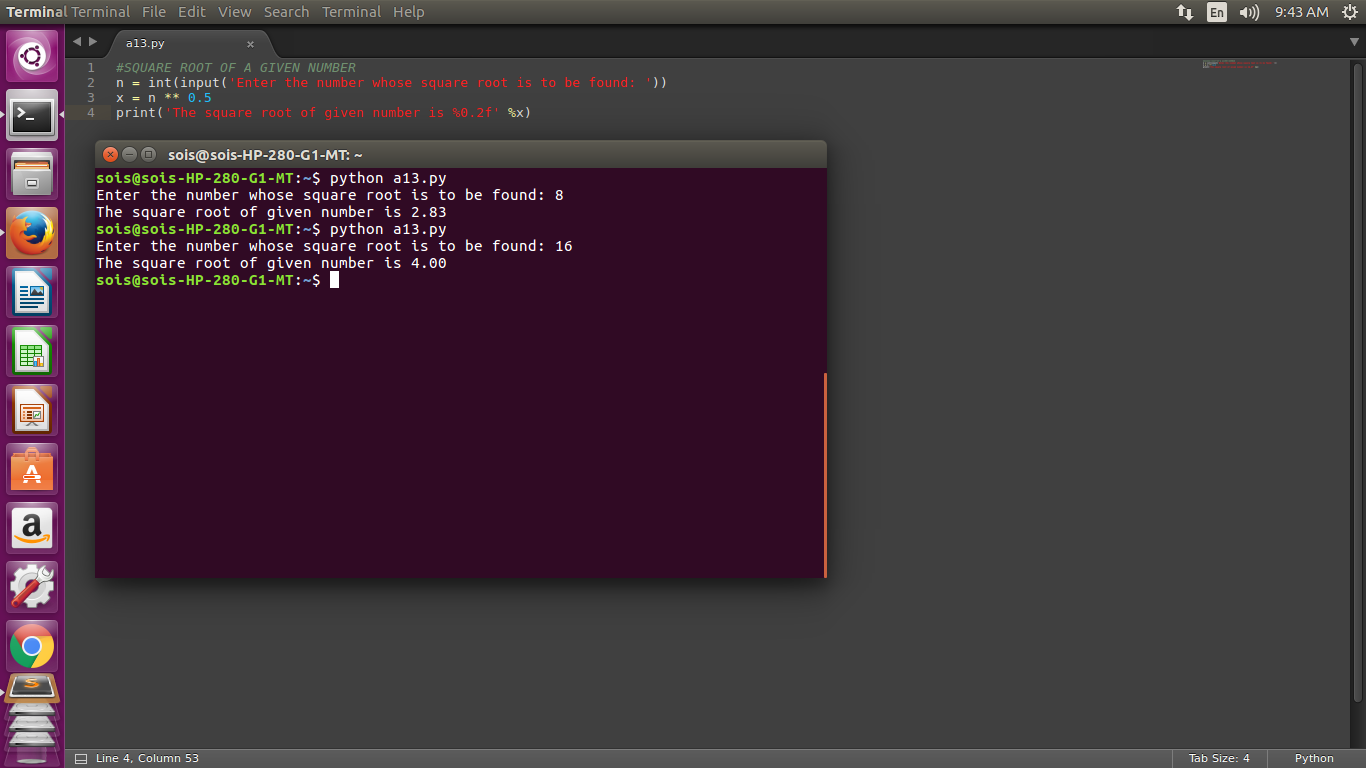 Terminal Terminal File Edit View Search Terminal Help En 9:43 AM
a13.py
1 #SQUARE ROOT OF A GIVEN NUMBER
2 n = int(input('Enter the number whose square root is to be found: '))
3 x = n ** 0.5
4 print('The square root of given number is %0.2f' %x)
sois@sois-HP-280-G1-MT: ~
sois@sois-HP-280-G1-MT:~$ python a13.py
Enter the number whose square root is to be found: 8
The square root of given number is 2.83
sois@sois-HP-280-G1-MT:~$ python a13.py
Enter the number whose square root is to be found: 16
The square root of given number is 4.00
sois@sois-HP-280-G1-MT:~$
Line 4, Column 53 Tab Size: 4 Python